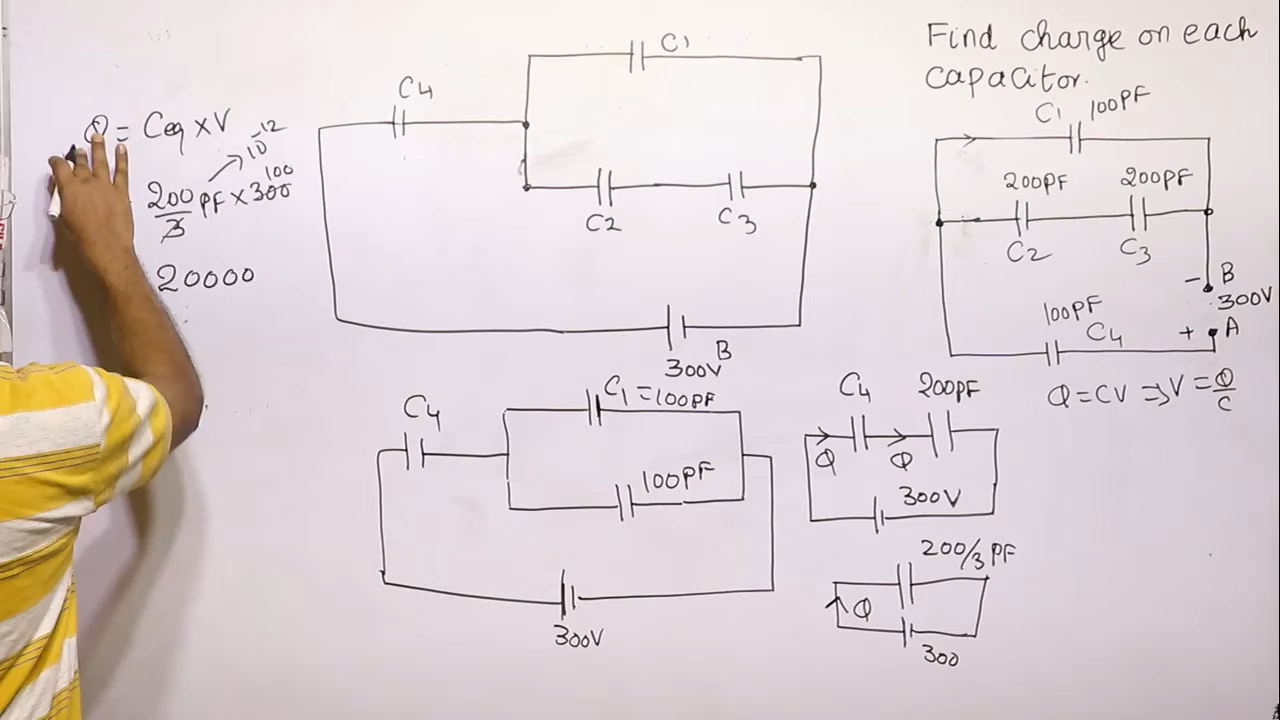 Find charge on each
capacitor.
Q = Ceq x V
10^-12
100
200/3 PF x 300
20000
C1
C4
C2 C3
B
300V
C1 100PF
200PF 200PF
C2 C3
- B
300V
100PF
C4 + A
Q = CV => V = Q/C
C4
C1 = 100PF
100PF
300V
C4 200PF
Q Q
300V
200/3 PF
Q
300